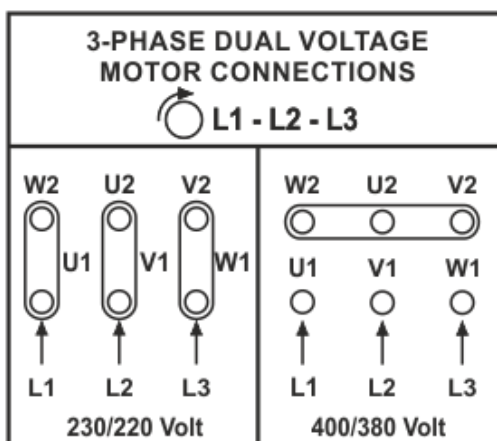 3-PHASE DUAL VOLTAGE
MOTOR CONNECTIONS
L1 - L2 - L3
W2 U2 V2
U1 V1 W1
L1 L2 L3
230/220 Volt
W2 U2 V2
U1 V1 W1
L1 L2 L3
400/380 Volt